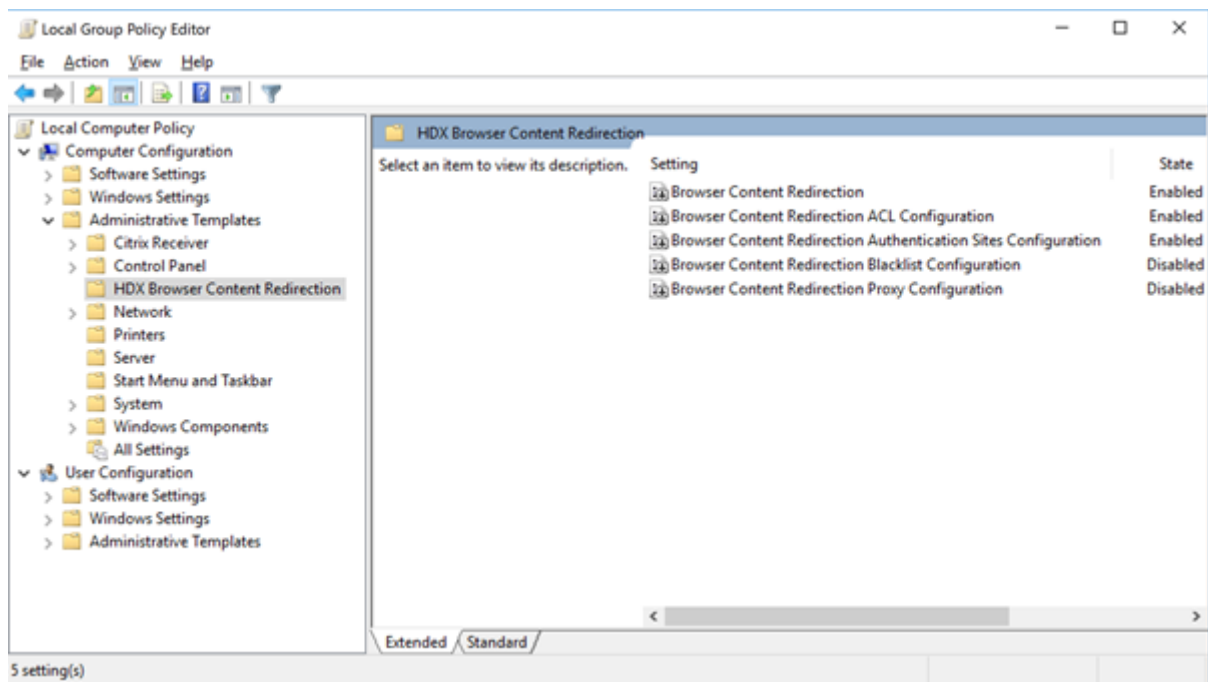 Local Group Policy Editor
File Action View Help
Local Computer Policy
Computer Configuration
Software Settings
Windows Settings
Administrative Templates
Citrix Receiver
Control Panel
HDX Browser Content Redirection
Network
Printers
Server
Start Menu and Taskbar
System
Windows Components
All Settings
User Configuration
Software Settings
Windows Settings
Administrative Templates
HDX Browser Content Redirection
Select an item to view its description.
Setting State
Browser Content Redirection Enabled
Browser Content Redirection ACL Configuration Enabled
Browser Content Redirection Authentication Sites Configuration Enabled
Browser Content Redirection Blacklist Configuration Disabled
Browser Content Redirection Proxy Configuration Disabled
Extended Standard
5 setting(s)